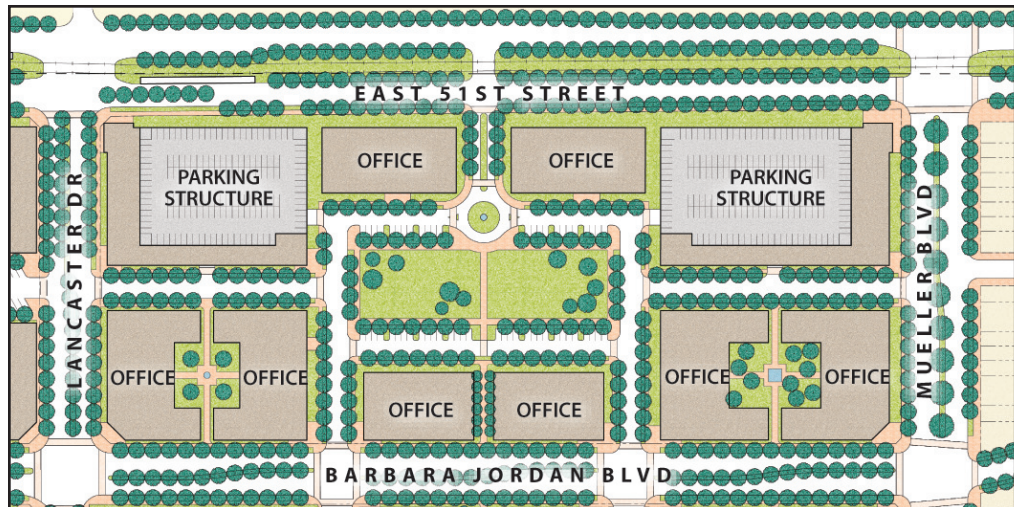 EAST 51ST STREET
OFFICE
OFFICE
PARKING
STRUCTURE
PARKING
STRUCTURE
LANCASTER DR
MUELLER BLVD
OFFICE
OFFICE
OFFICE
OFFICE
OFFICE
OFFICE
BARBARA JORDAN BLVD